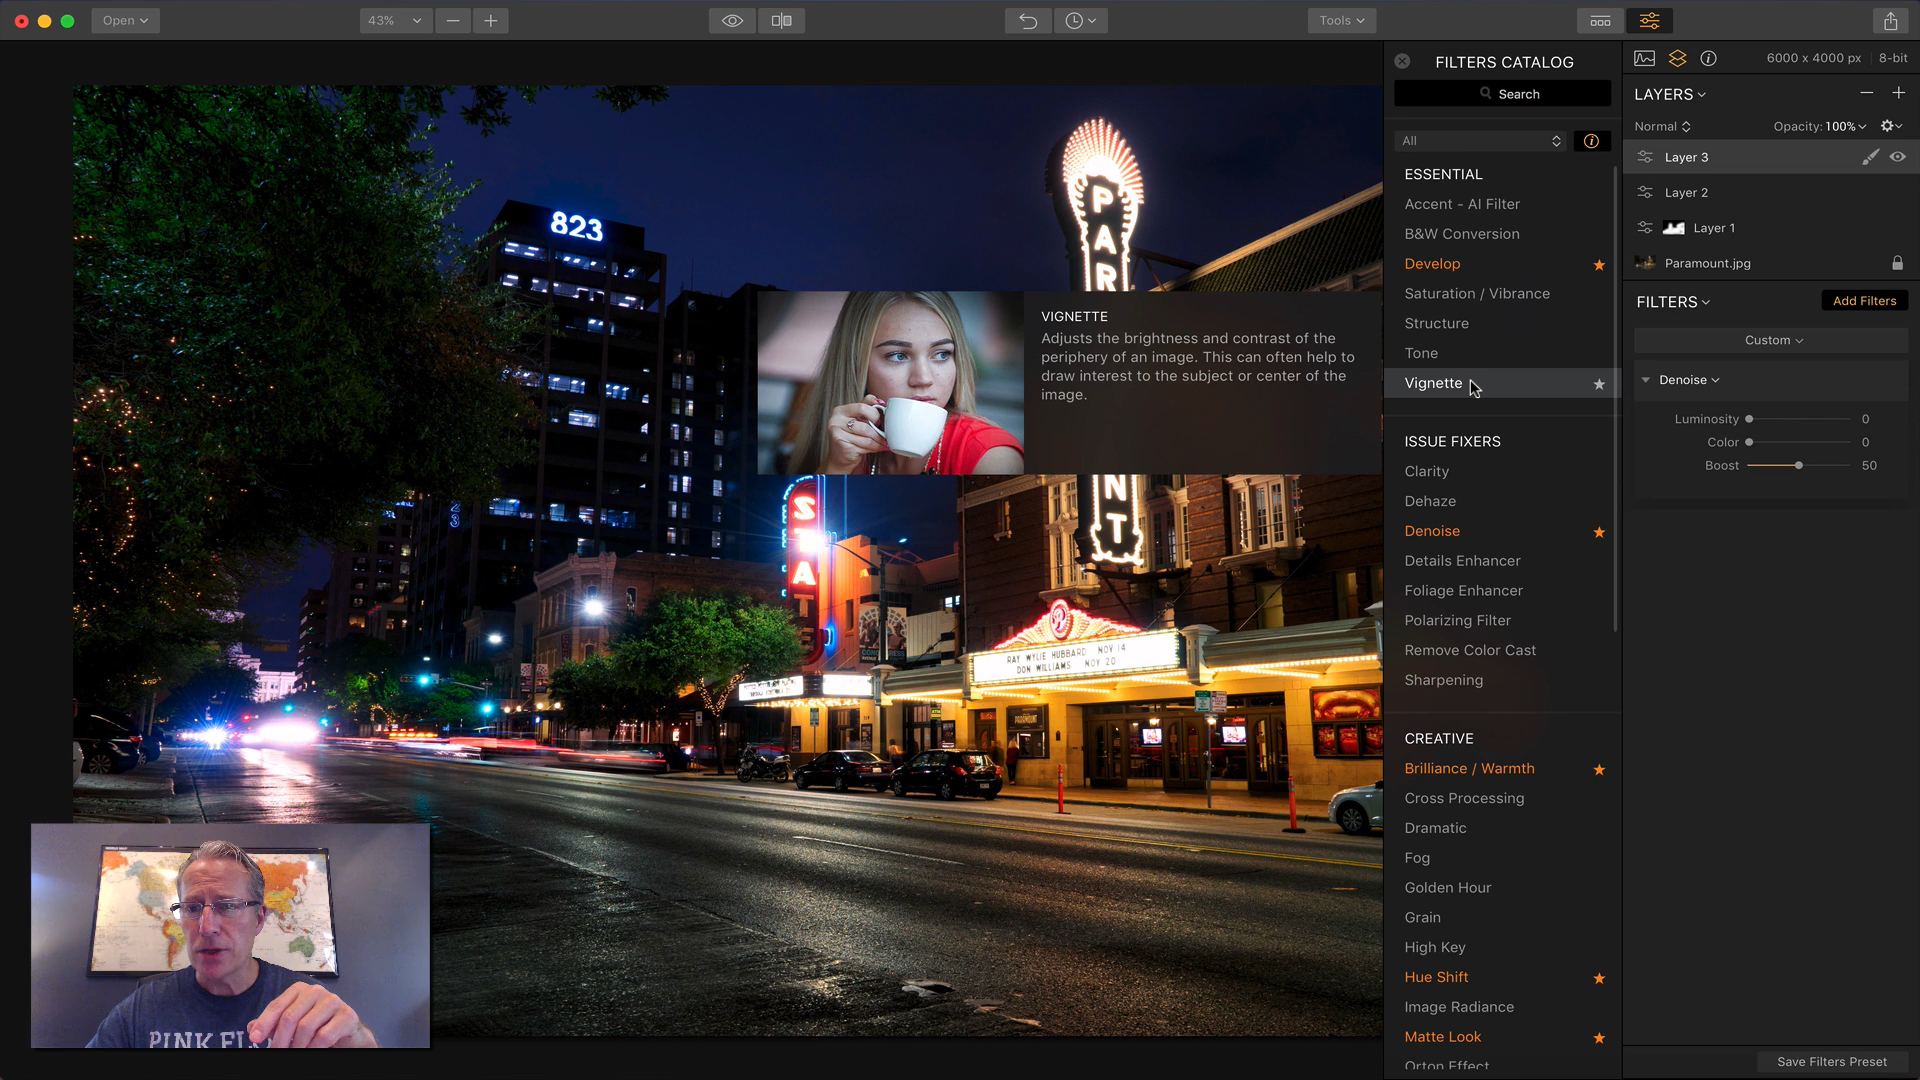 Open
43%
Tools
FILTERS CATALOG
Search
All
ESSENTIAL
Accent - AI Filter
B&W Conversion
Develop
Saturation / Vibrance
Structure
Tone
Vignette
ISSUE FIXERS
Clarity
Dehaze
Denoise
Details Enhancer
Foliage Enhancer
Polarizing Filter
Remove Color Cast
Sharpening
CREATIVE
Brilliance / Warmth
Cross Processing
Dramatic
Fog
Golden Hour
Grain
High Key
Hue Shift
Image Radiance
Matte Look
Orton Effect
6000 x 4000 px
8-bit
LAYERS
Normal
Opacity: 100%
Layer 3
Layer 2
Layer 1
Paramount.jpg
FILTERS
Add Filters
Custom
Denoise
Luminosity 0
Color 0
Boost 50
Save Filters Preset
VIGNETTE
Adjusts the brightness and contrast of the
periphery of an image. This can often help to
draw interest to the subject or center of the
image.
823
PAR
NT
STATE
RAY WYLIE HUBBARD NOV 14
DON WILLIAMS NOV 20
PINK FL